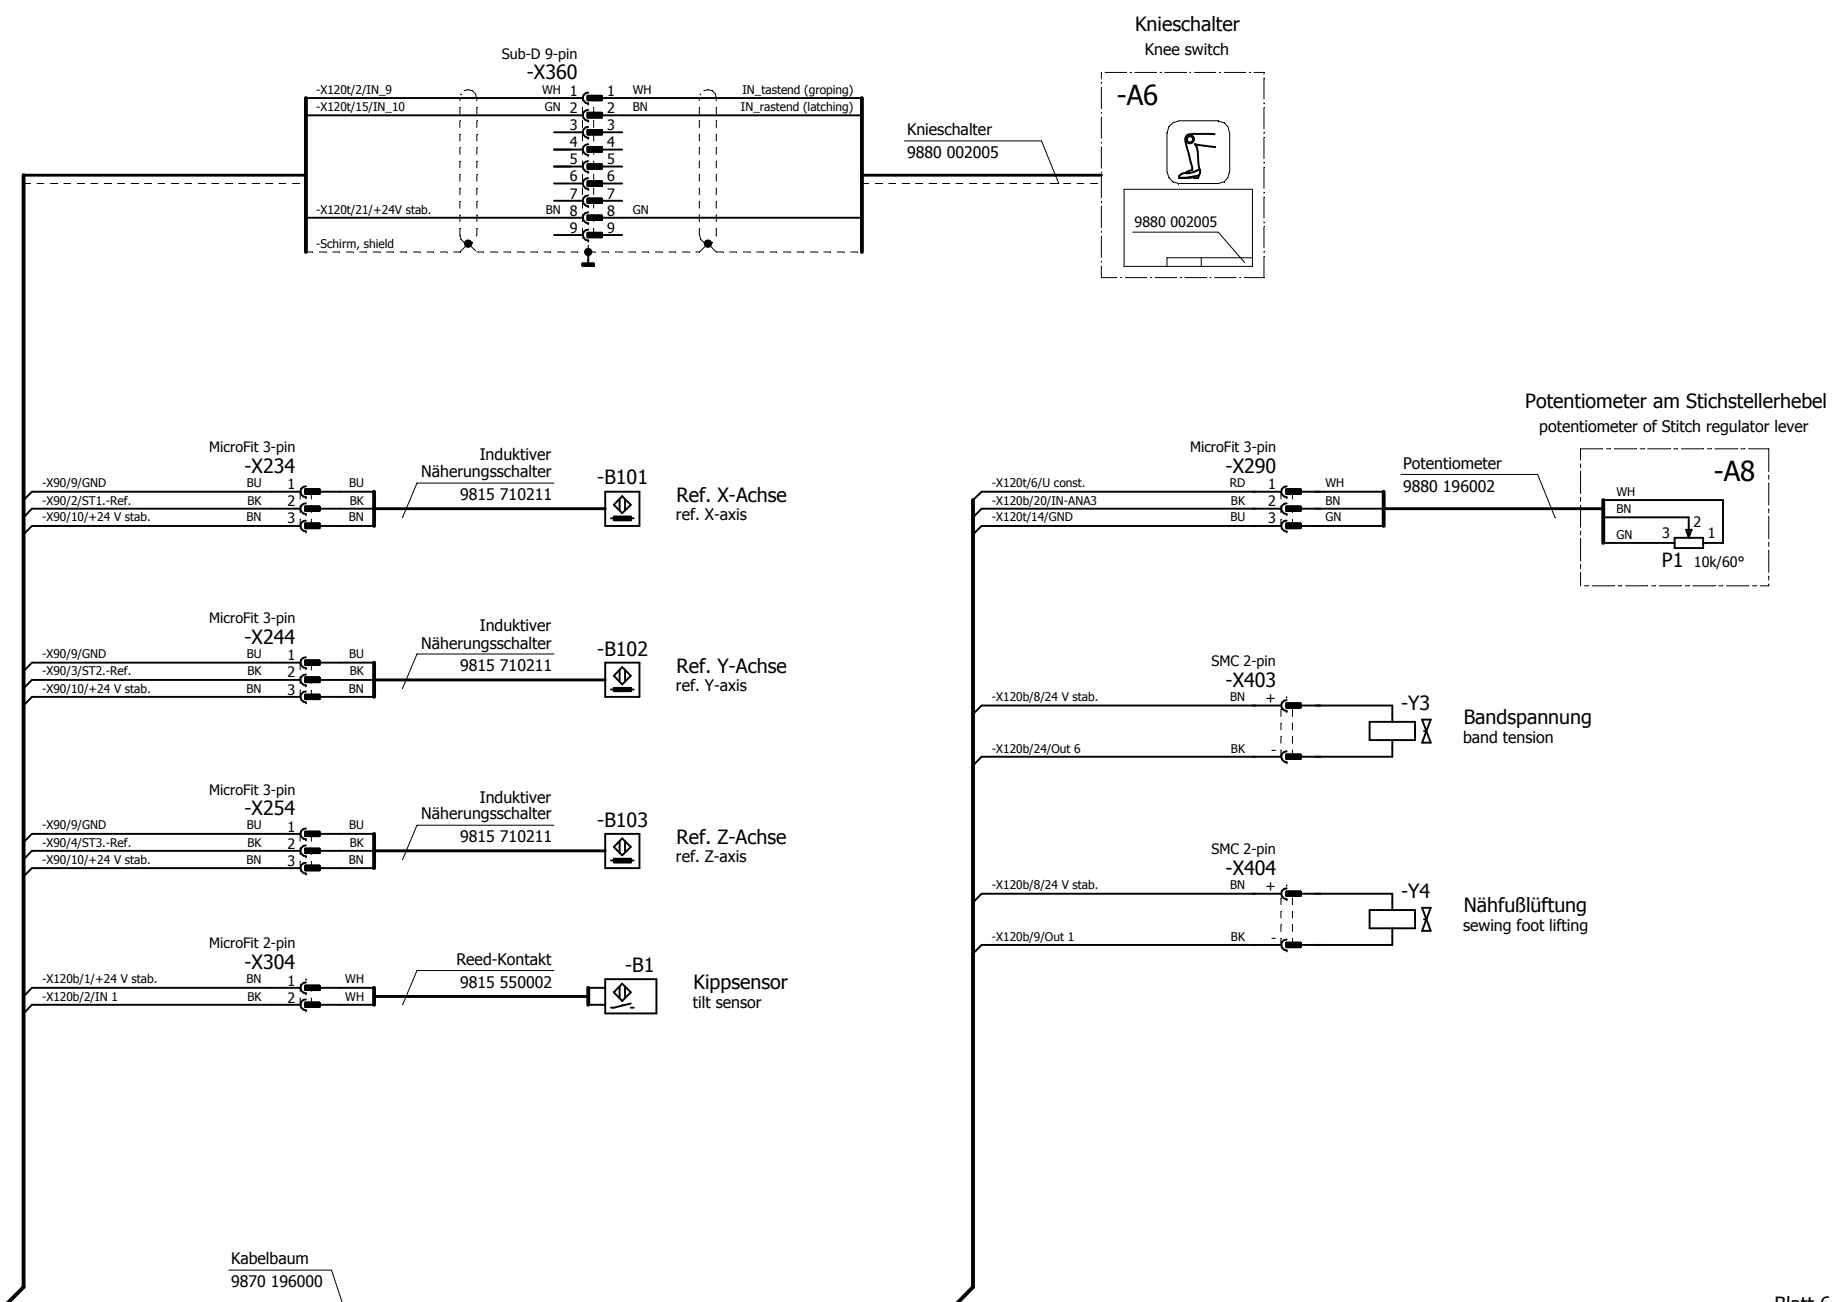 Knieschalter
Knee switch
Sub-D 9-pin
-X360
-X120t/2/IN_9 WH 1 1 WH IN_tastend (groping)
-X120t/15/IN_10 GN 2 2 BN IN_rastend (latching)
3 3
4 4
5 5
6 6
7 7
-X120t/21/+24V stab. BN 8 8 GN
9 9
-Schirm, shield
Knieschalter
9880 002005
-A6
9880 002005
MicroFit 3-pin
-X234
-X90/9/GND BU 1 BU
-X90/2/ST1.-Ref. BK 2 BK
-X90/10/+24 V stab. BN 3 BN
Induktiver
Näherungsschalter
9815 710211
-B101
Ref. X-Achse
ref. X-axis
MicroFit 3-pin
-X244
-X90/9/GND BU 1 BU
-X90/3/ST2.-Ref. BK 2 BK
-X90/10/+24 V stab. BN 3 BN
Induktiver
Näherungsschalter
9815 710211
-B102
Ref. Y-Achse
ref. Y-axis
MicroFit 3-pin
-X254
-X90/9/GND BU 1 BU
-X90/4/ST3.-Ref. BK 2 BK
-X90/10/+24 V stab. BN 3 BN
Induktiver
Näherungsschalter
9815 710211
-B103
Ref. Z-Achse
ref. Z-axis
MicroFit 2-pin
-X304
-X120b/1/+24 V stab. BN 1 WH
-X120b/2/IN 1 BK 2 WH
Reed-Kontakt
9815 550002
-B1
Kippsensor
tilt sensor
Kabelbaum
9870 196000
Potentiometer am Stichstellerhebel
potentiometer of Stitch regulator lever
MicroFit 3-pin
-X290
-X120t/6/U const. RD 1 WH
-X120b/20/IN-ANA3 BK 2 BN
-X120t/14/GND BU 3 GN
Potentiometer
9880 196002
-A8
WH
BN
GN 3 2 1
P1 10k/60°
SMC 2-pin
-X403
-X120b/8/24 V stab. BN +
-X120b/24/Out 6 BK -
-Y3
Bandspannung
band tension
SMC 2-pin
-X404
-X120b/8/24 V stab. BN +
-X120b/9/Out 1 BK -
-Y4
Nähfußlüftung
sewing foot lifting